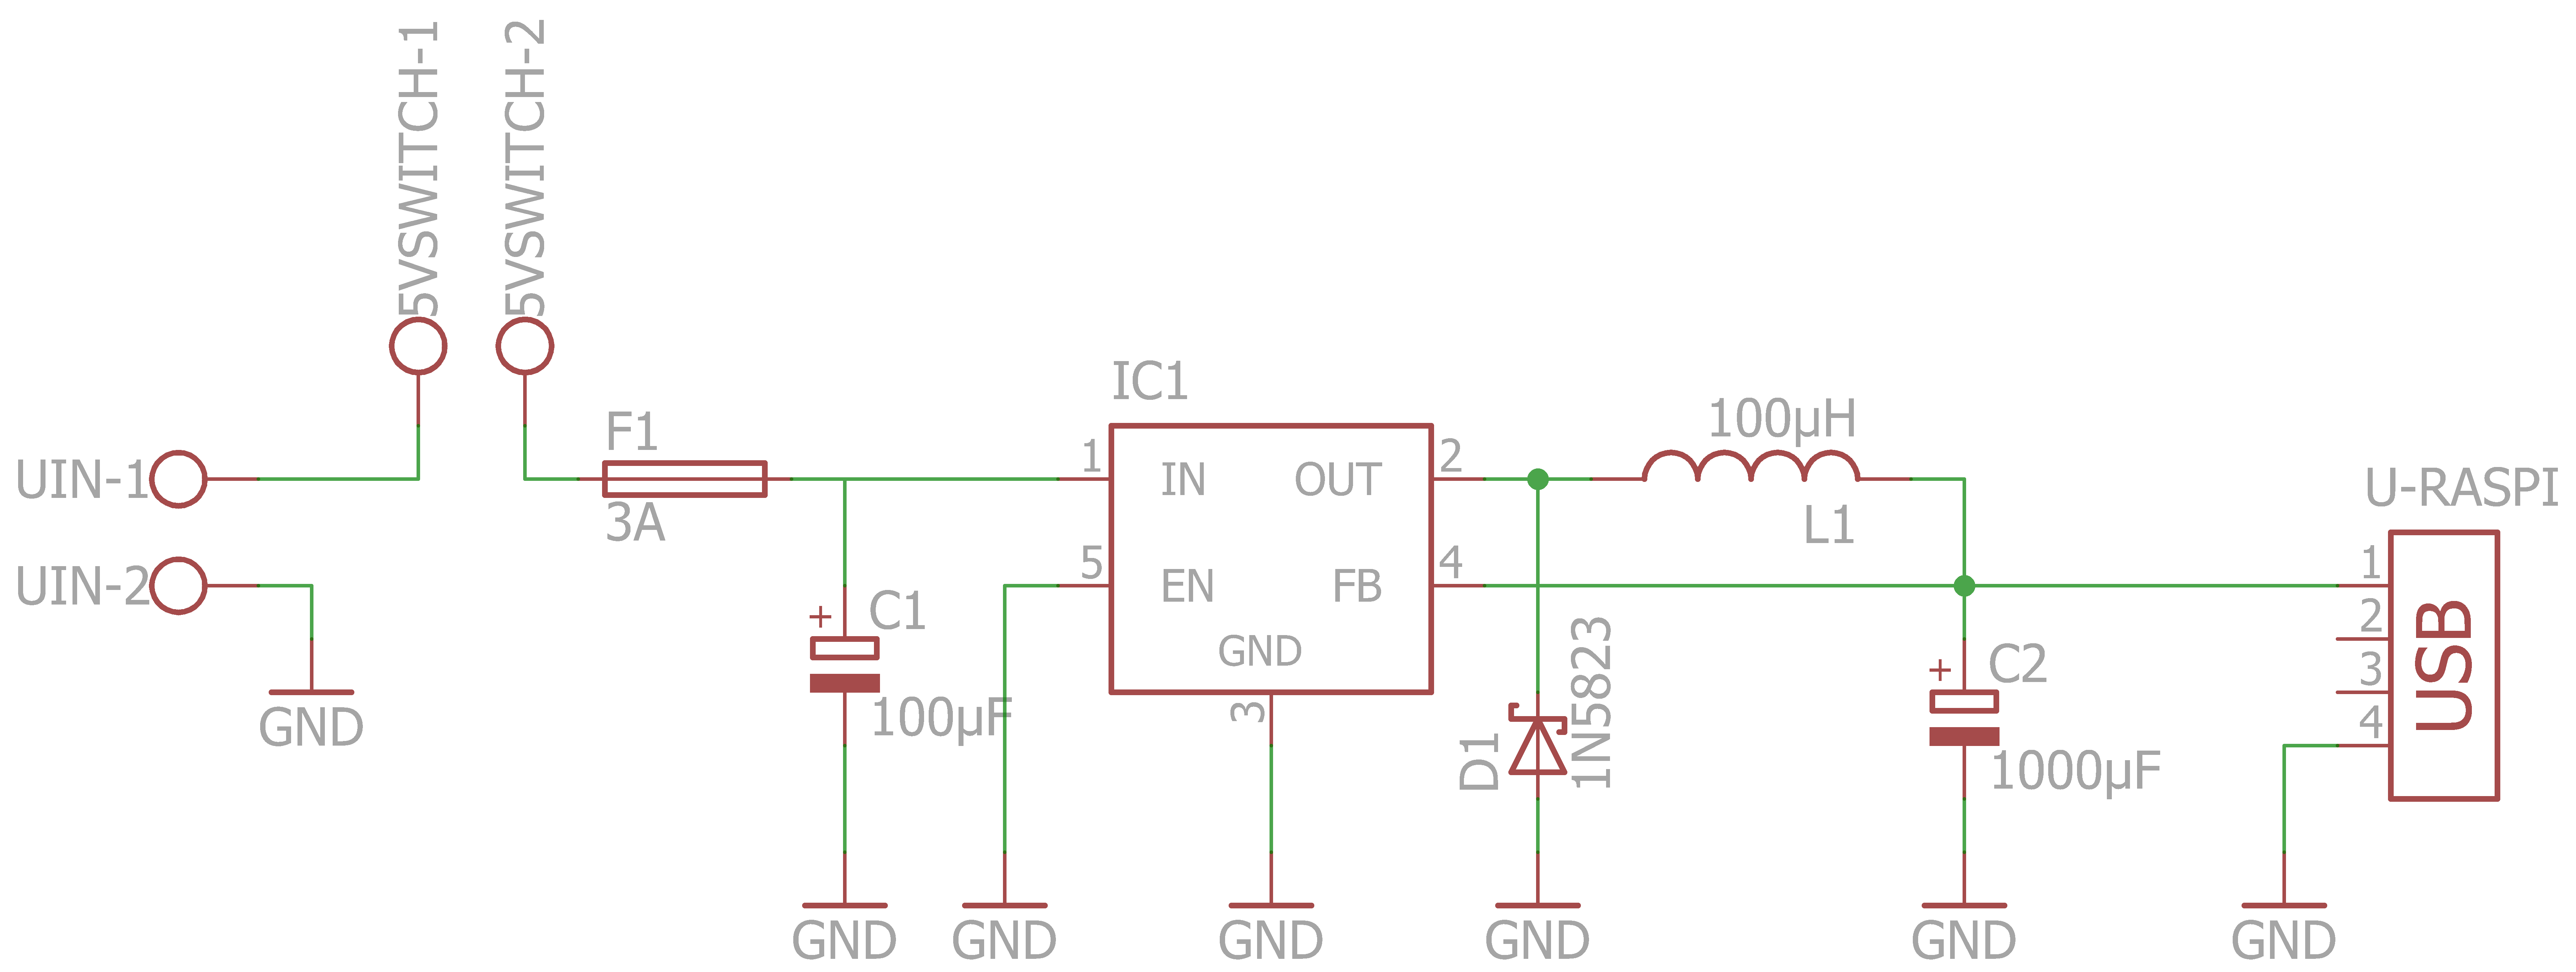 5VSWITCH-1
5VSWITCH-2
UIN-1
UIN-2
GND
F1
3A
C1
+
100µF
GND
GND
IC1
1
IN
OUT
2
5
EN
FB
4
GND
3
GND
100µH
L1
D1
1N5823
GND
+
C2
1000µF
GND
U-RASPI
1
2
3
4
USB
GND